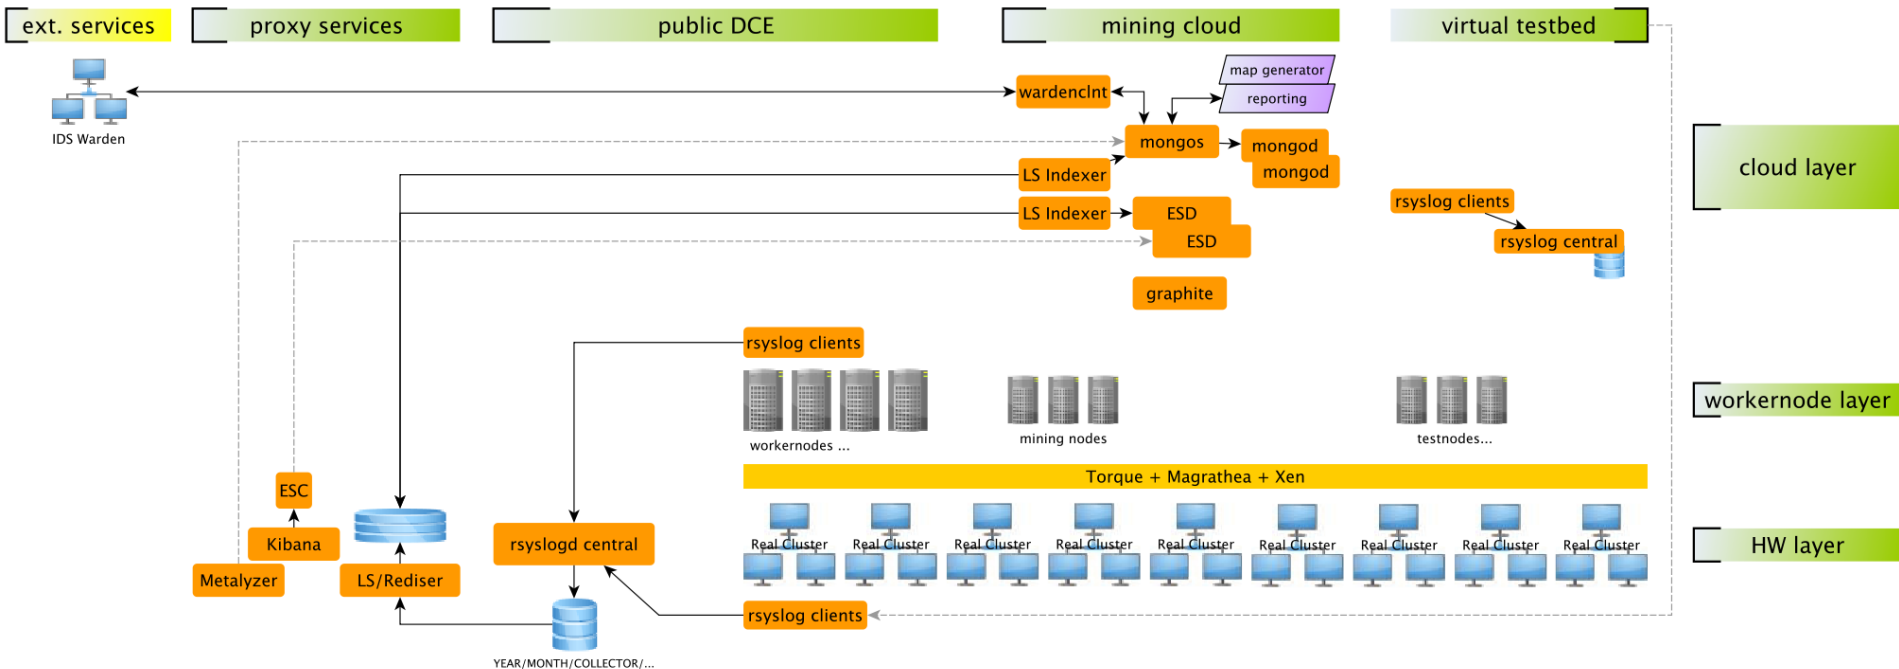 ext. services
proxy services
public DCE
mining cloud
virtual testbed
map generator
wardenclnt
reporting
IDS Warden
mongos
mongod
mongod
cloud layer
LS Indexer
rsyslog clients
LS Indexer
ESD
ESD
rsyslog central
graphite
rsyslog clients
workernode layer
workernodes ...
mining nodes
testnodes...
Torque + Magrathea + Xen
ESC
Kibana
rsyslogd central
Real Cluster
Real Cluster
Real Cluster
Real Cluster
Real Cluster
Real Cluster
Real Cluster
Real Cluster
Real Cluster
HW layer
Metalyzer
LS/Rediser
rsyslog clients
YEAR/MONTH/COLLECTOR/...